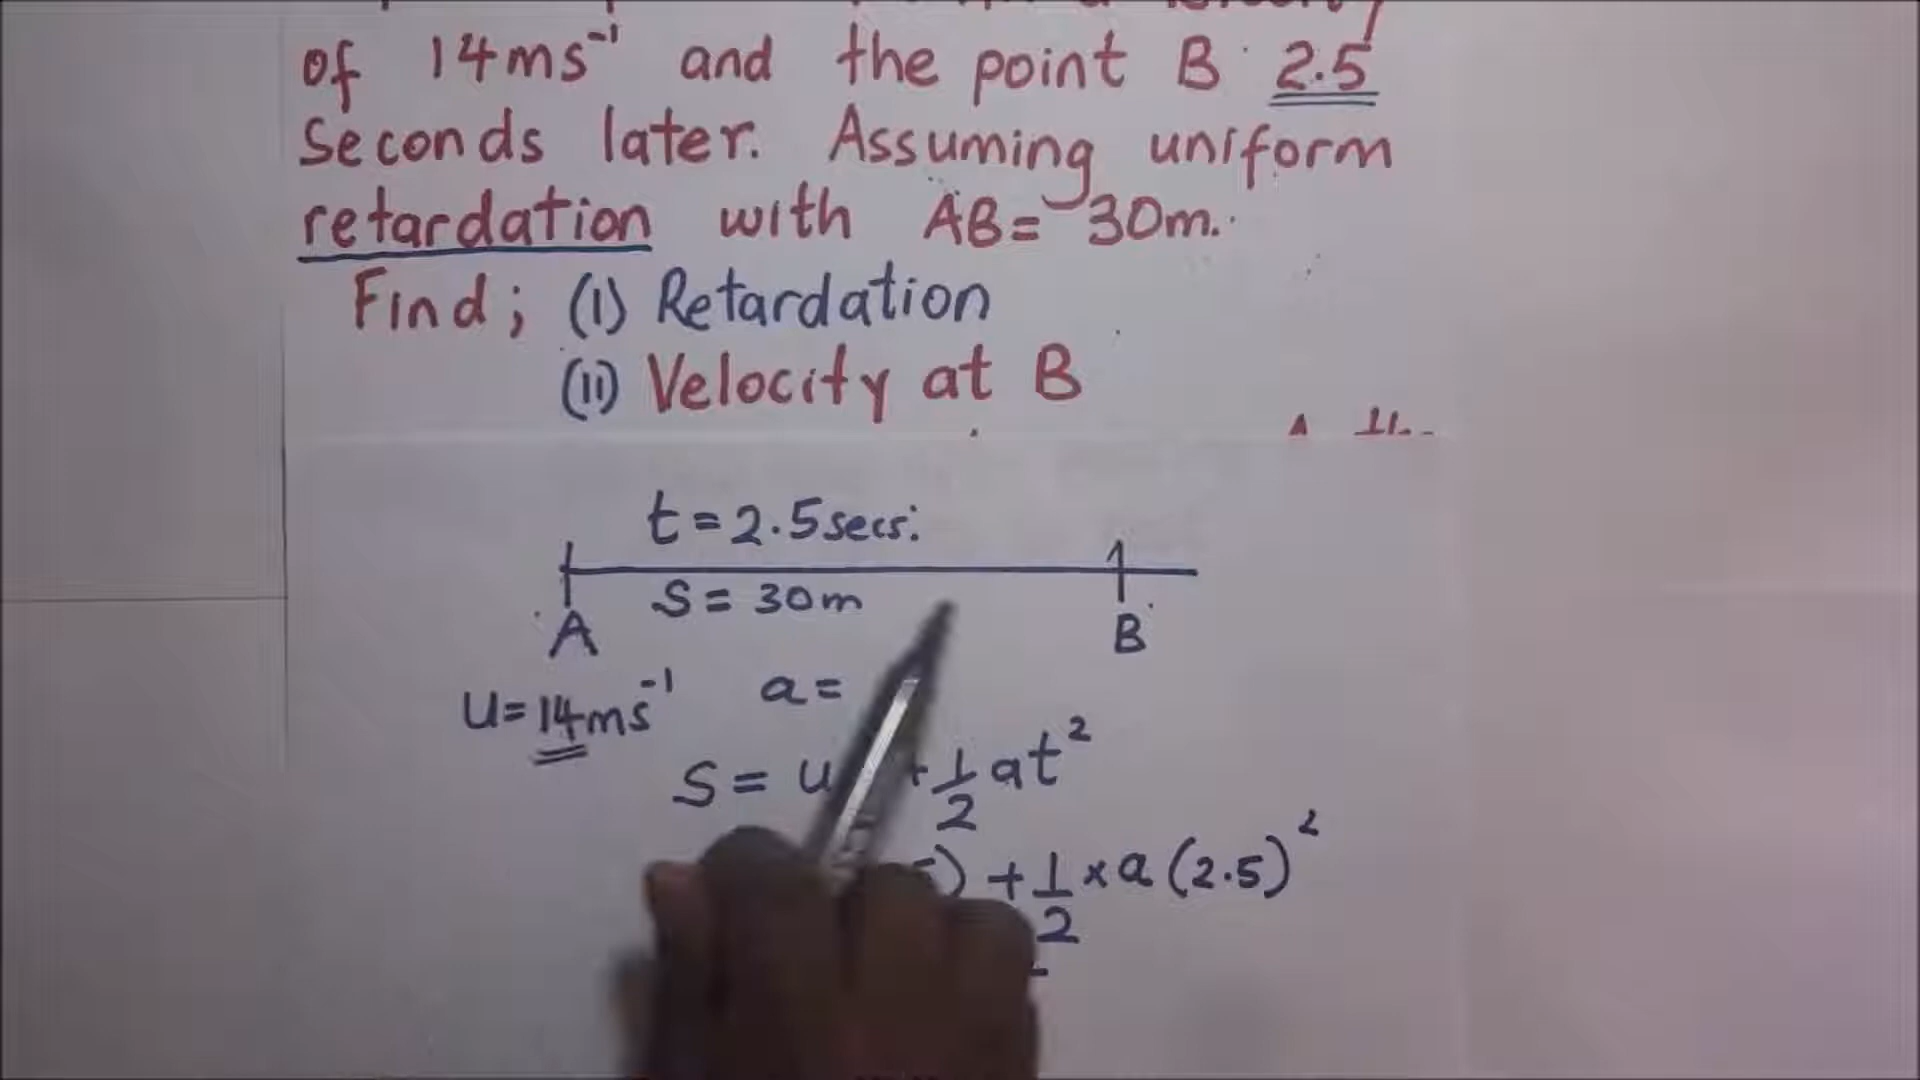 of 14ms⁻¹ and the point B 2.5
Seconds later. Assuming uniform
retardation with AB= 30m.
Find; (I) Retardation
(II) Velocity at B
t = 2.5secs.
S = 30m
A B
U=14ms⁻¹ a=
S = u +½at²
) +½×a(2.5)²